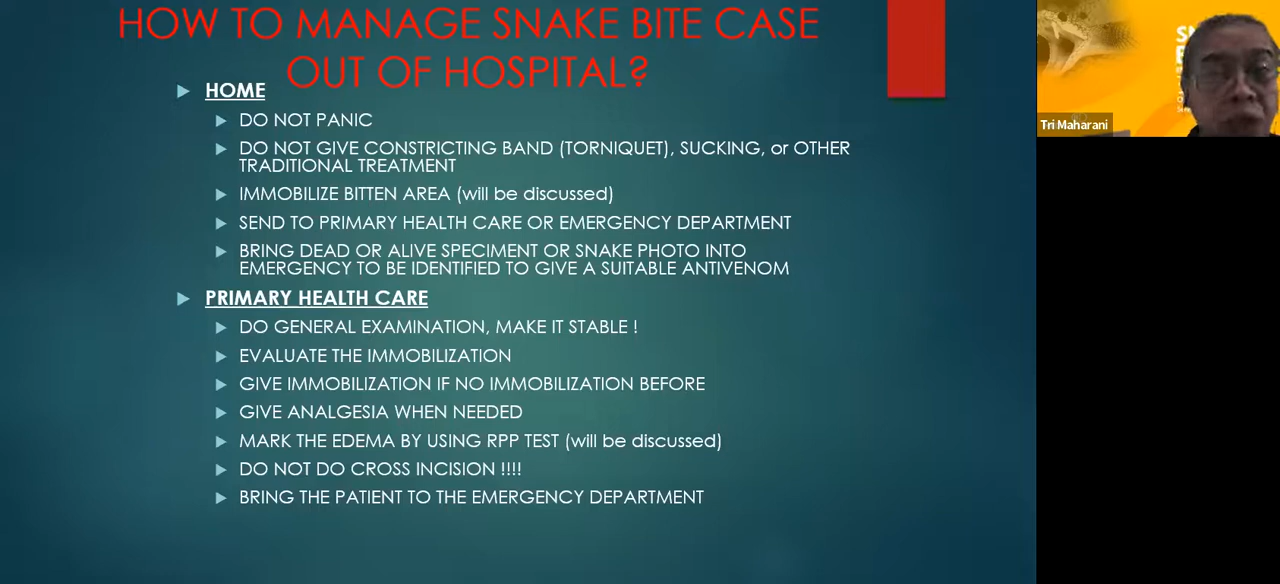 HOW TO MANAGE SNAKE BITE CASE
OUT OF HOSPITAL?
HOME
DO NOT PANIC
DO NOT GIVE CONSTRICTING BAND (TORNIQUET), SUCKING, or OTHER
TRADITIONAL TREATMENT
IMMOBILIZE BITTEN AREA (will be discussed)
SEND TO PRIMARY HEALTH CARE OR EMERGENCY DEPARTMENT
BRING DEAD OR ALIVE SPECIMENT OR SNAKE PHOTO INTO
EMERGENCY TO BE IDENTIFIED TO GIVE A SUITABLE ANTIVENOM
PRIMARY HEALTH CARE
DO GENERAL EXAMINATION, MAKE IT STABLE !
EVALUATE THE IMMOBILIZATION
GIVE IMMOBILIZATION IF NO IMMOBILIZATION BEFORE
GIVE ANALGESIA WHEN NEEDED
MARK THE EDEMA BY USING RPP TEST (will be discussed)
DO NOT DO CROSS INCISION !!!!
BRING THE PATIENT TO THE EMERGENCY DEPARTMENT
Tri Maharani